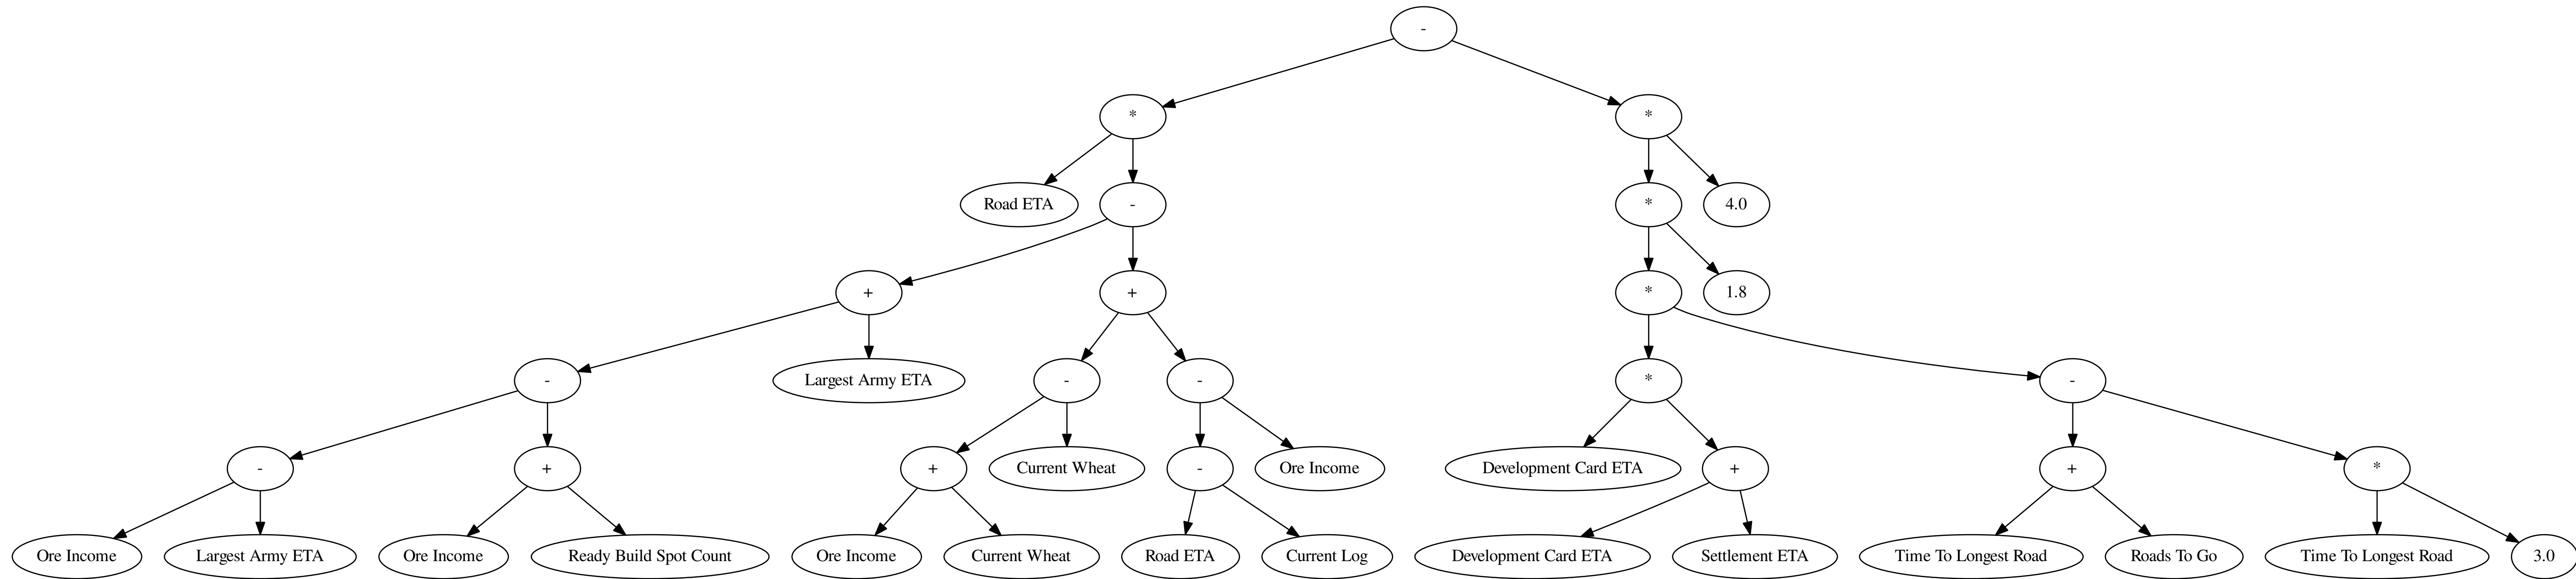 -
* *
Road ETA - * 4.0
+ + * 1.8
- Largest Army ETA - - * -
- + + Current Wheat - Ore Income Development Card ETA + + *
Ore Income Largest Army ETA Ore Income Ready Build Spot Count Ore Income Current Wheat Road ETA Current Log Development Card ETA Settlement ETA Time To Longest Road Roads To Go Time To Longest Road 3.0